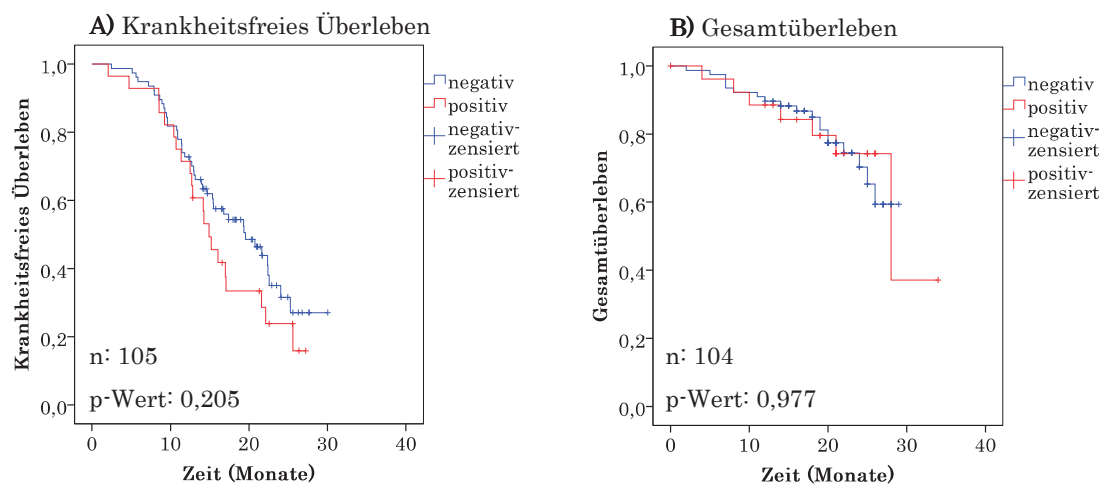 A) Krankheitsfreies Überleben
Krankheitsfreies Überleben
1,0
0,8
0,6
0,4
0,2
0,0
0
10
20
30
40
Zeit (Monate)
n: 105
p-Wert: 0,205
negativ
positiv
negativ-
zensiert
positiv-
zensiert
B) Gesamtüberleben
Gesamtüberleben
1,0
0,8
0,6
0,4
0,2
0,0
0
10
20
30
40
Zeit (Monate)
n: 104
p-Wert: 0,977
negativ
positiv
negativ-
zensiert
positiv-
zensiert